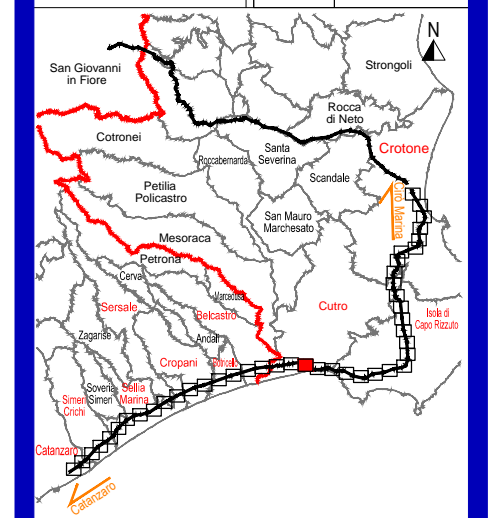 N
Strongoli
San Giovanni
in Fiore
Rocca
di Neto
Cotronei
Santa
Severina
Crotone
Roccabernarda
Scandale
Petilia
Policastro
Ciro Marina
San Mauro
Marchesato
Mesoraca
Petrona
Cerva
Marcedusa
Sersale
Belcastro
Cutro
Isola di
Capo Rizzuto
Zagarise
Andali
Cropani
Botricello
Soveria
Simeri
Sellia
Marina
Simeri
Crichi
Catanzaro
Catanzaro